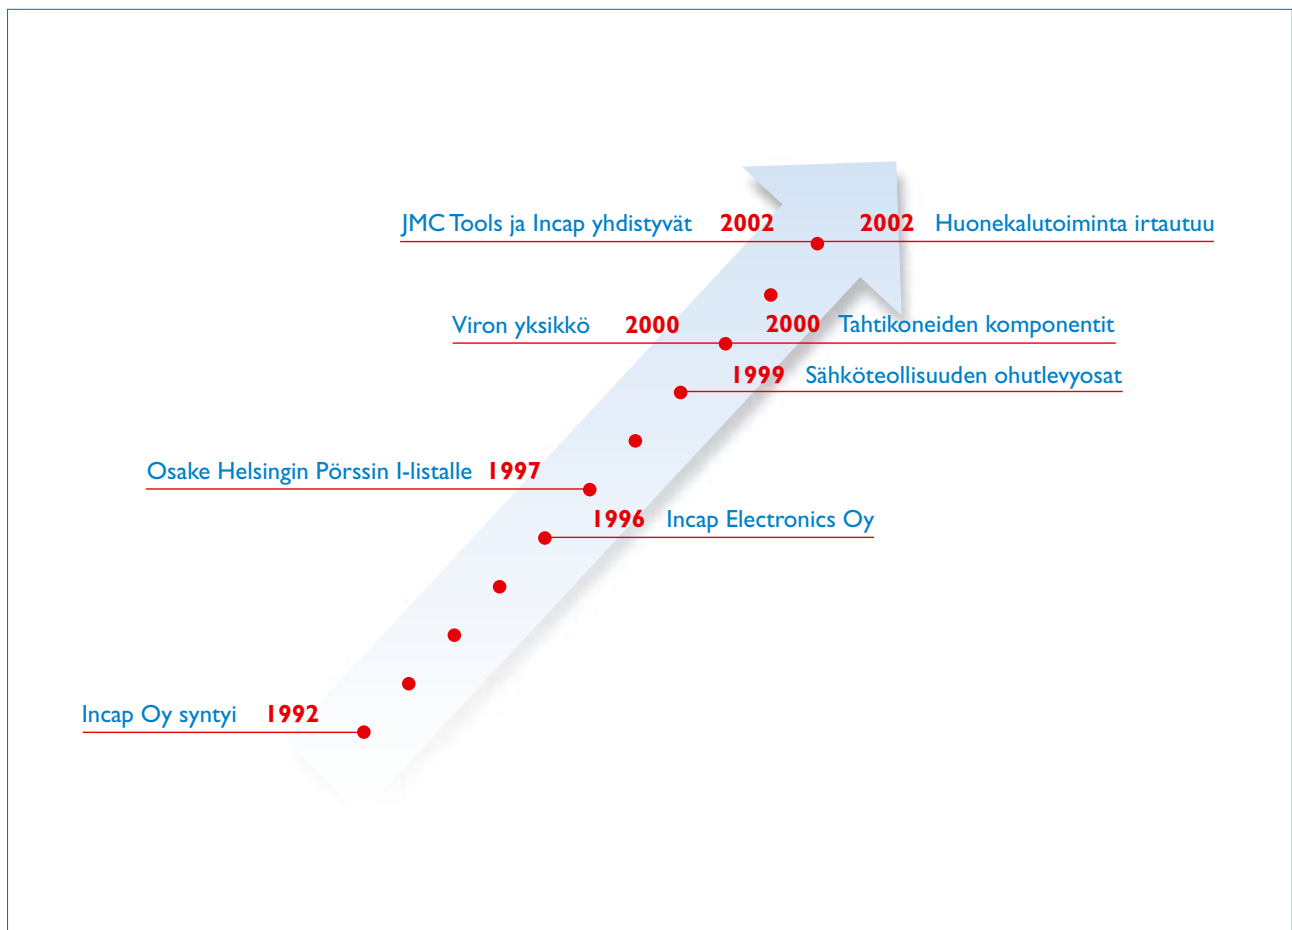 JMC Tools ja Incap yhdistyvät 2002 2002 Huonekalutoiminta irtautuu
Viron yksikkö 2000 2000 Tahtikoneiden komponentit
1999 Sähköteollisuuden ohutlevyosat
Osake Helsingin Pörssin I-listalle 1997
1996 Incap Electronics Oy
Incap Oy syntyi 1992